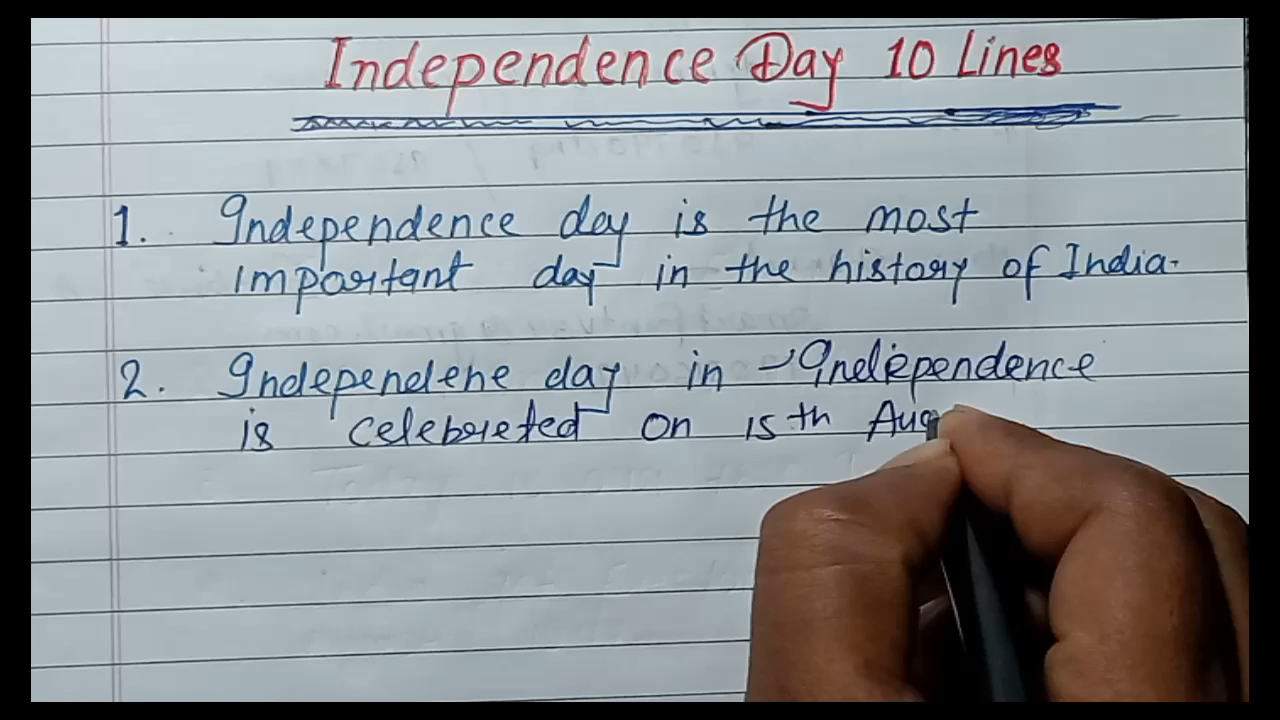 Independence Day 10 Lines
1. Independence day is the most
important day in the history of India.
2. Independene day in Independence
is celebreted on 15th Aug